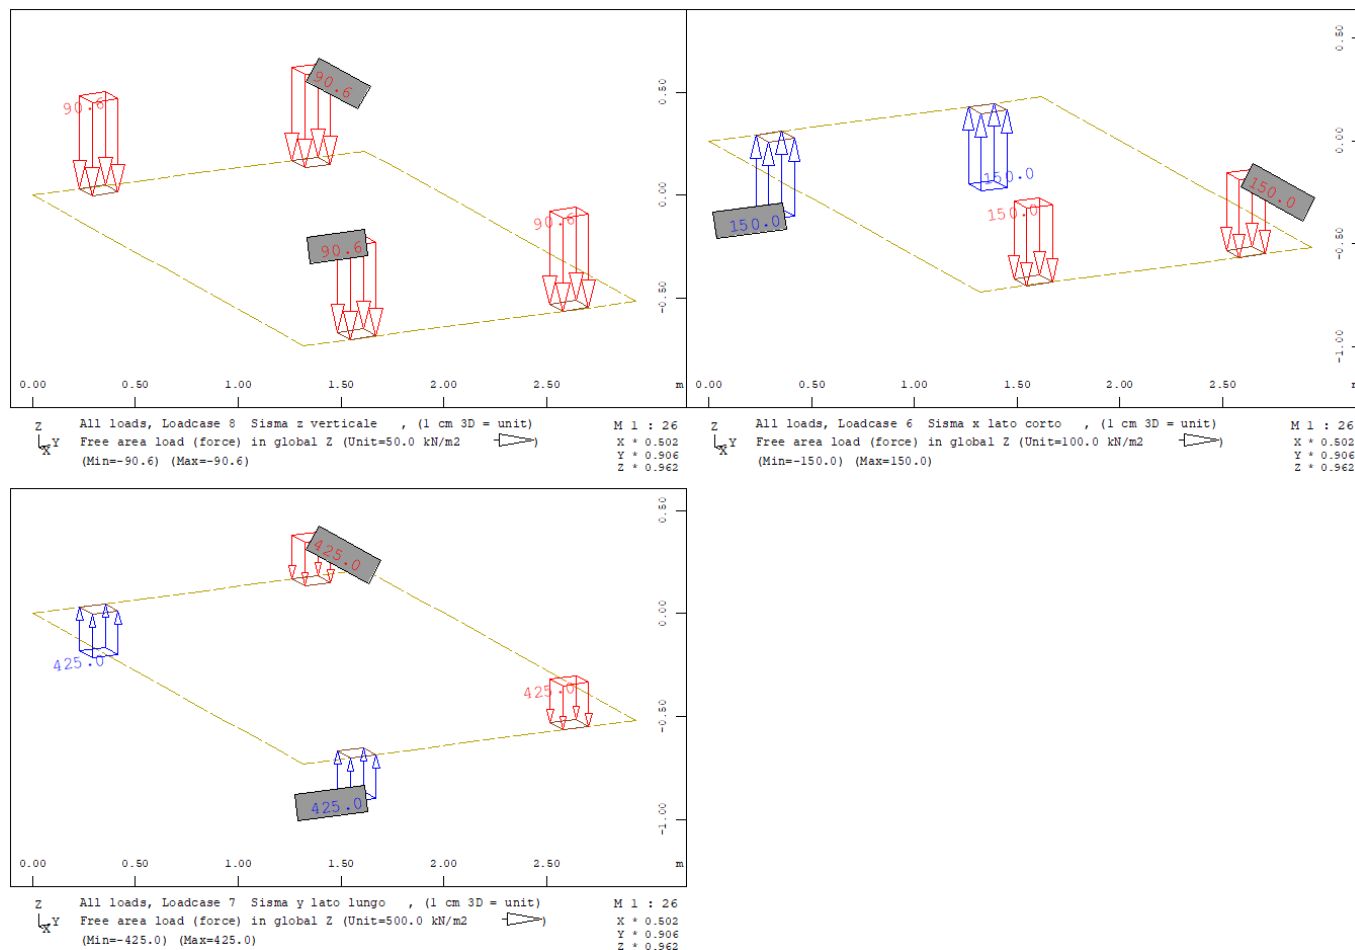 90.6
90.6
90.6
90.6
0.50
0.00
-0.50
0.00 0.50 1.00 1.50 2.00 2.50 m
Z
Y
X
All loads, Loadcase 8 Sisma z verticale , (1 cm 3D = unit)
Free area load (force) in global Z (Unit=50.0 kN/m2 )
(Min=-90.6) (Max=-90.6)
M 1 : 26
X * 0.502
Y * 0.906
Z * 0.962
150.0
150.0
150.0
150.0
0.50
0.00
-0.50
-1.00
0.00 0.50 1.00 1.50 2.00 2.50
Z
Y
X
All loads, Loadcase 6 Sisma x lato corto , (1 cm 3D = unit)
Free area load (force) in global Z (Unit=100.0 kN/m2 )
(Min=-150.0) (Max=150.0)
M 1 : 26
X * 0.502
Y * 0.906
Z * 0.962
425.0
425.0
425.0
425.0
0.50
0.00
-0.50
-1.00
0.00 0.50 1.00 1.50 2.00 2.50 m
Z
Y
X
All loads, Loadcase 7 Sisma y lato lungo , (1 cm 3D = unit)
Free area load (force) in global Z (Unit=500.0 kN/m2 )
(Min=-425.0) (Max=425.0)
M 1 : 26
X * 0.502
Y * 0.906
Z * 0.962